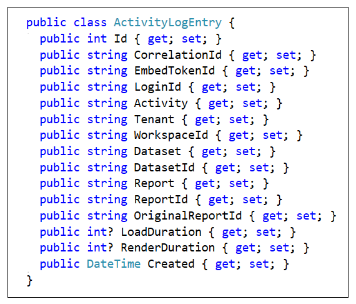 public class ActivityLogEntry {
public int Id { get; set; }
public string CorrelationId { get; set; }
public string EmbedTokenId { get; set; }
public string LoginId { get; set; }
public string Activity { get; set; }
public string Tenant { get; set; }
public string WorkspaceId { get; set; }
public string Dataset { get; set; }
public string DatasetId { get; set; }
public string Report { get; set; }
public string ReportId { get; set; }
public string OriginalReportId { get; set; }
public int? LoadDuration { get; set; }
public int? RenderDuration { get; set; }
public DateTime Created { get; set; }
}